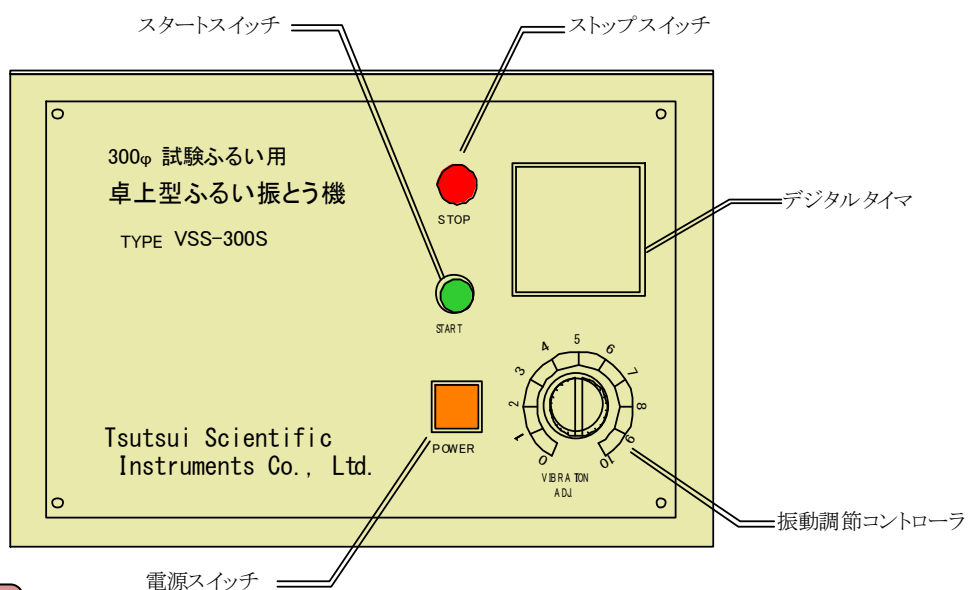 スタートスイッチ
ストップスイッチ
300φ 試験ふるい用
卓上型ふるい振とう機
TYPE VSS-300S
STOP
デジタルタイマ
START
0 1 2 3 4 5 6 7 8 9 10
POWER
VIBRATON
ADJ.
Tsutsui Scientific
Instruments Co., Ltd.
振動調節コントローラ
電源スイッチ